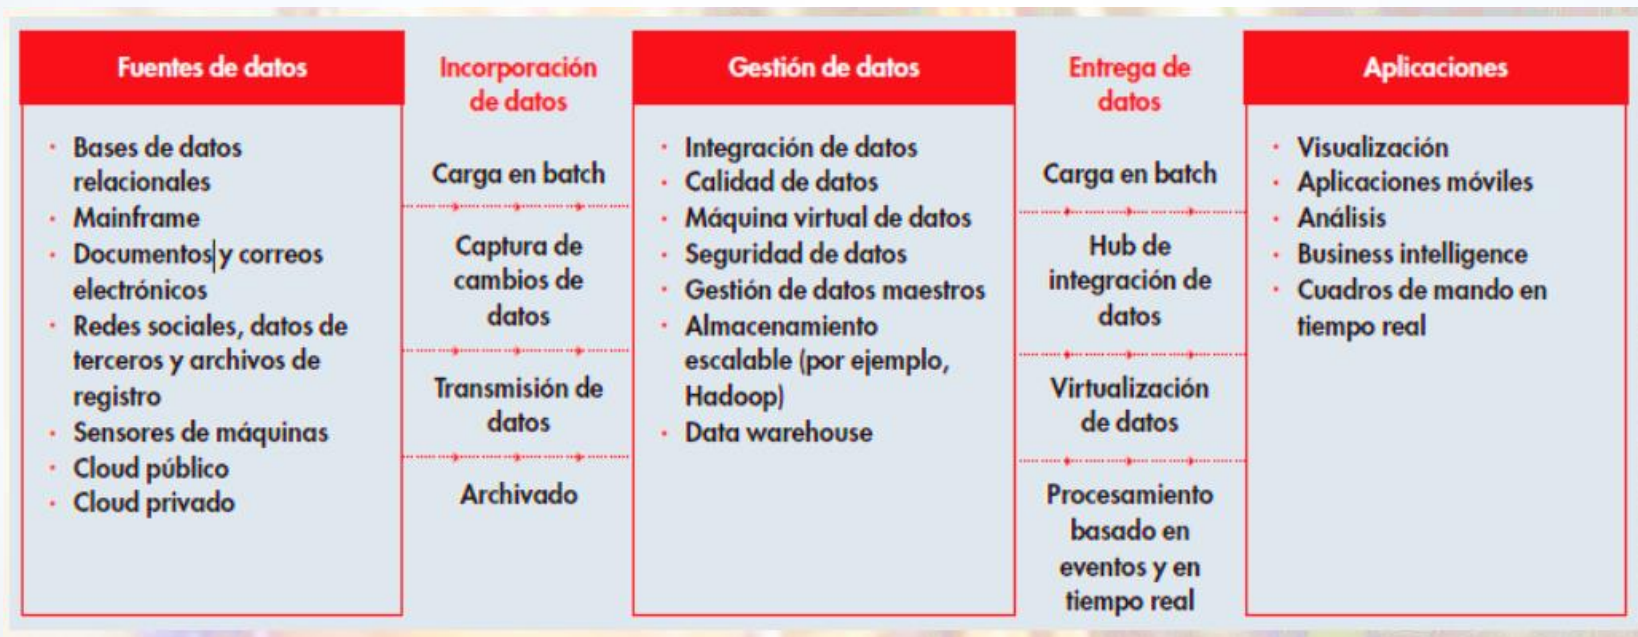 Fuentes de datos
· Bases de datos
relacionales
· Mainframe
· Documentos y correos
electrónicos
· Redes sociales, datos de
terceros y archivos de
registro
· Sensores de máquinas
· Cloud público
· Cloud privado
Incorporación
de datos
Carga en batch
Captura de
cambios de
datos
Transmisión de
datos
Archivado
Gestión de datos
· Integración de datos
· Calidad de datos
· Máquina virtual de datos
· Seguridad de datos
· Gestión de datos maestros
· Almacenamiento
escalable (por ejemplo,
Hadoop)
· Data warehouse
Entrega de
datos
Carga en batch
Hub de
integración de
datos
Virtualización
de datos
Procesamiento
basado en
eventos y en
tiempo real
Aplicaciones
· Visualización
· Aplicaciones móviles
· Análisis
· Business intelligence
· Cuadros de mando en
tiempo real